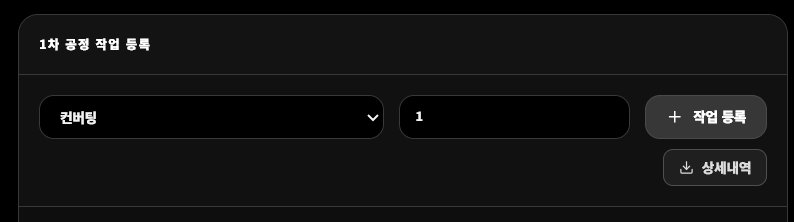 1차 공정 작업 등록
컨버팅
1
작업 등록
상세내역